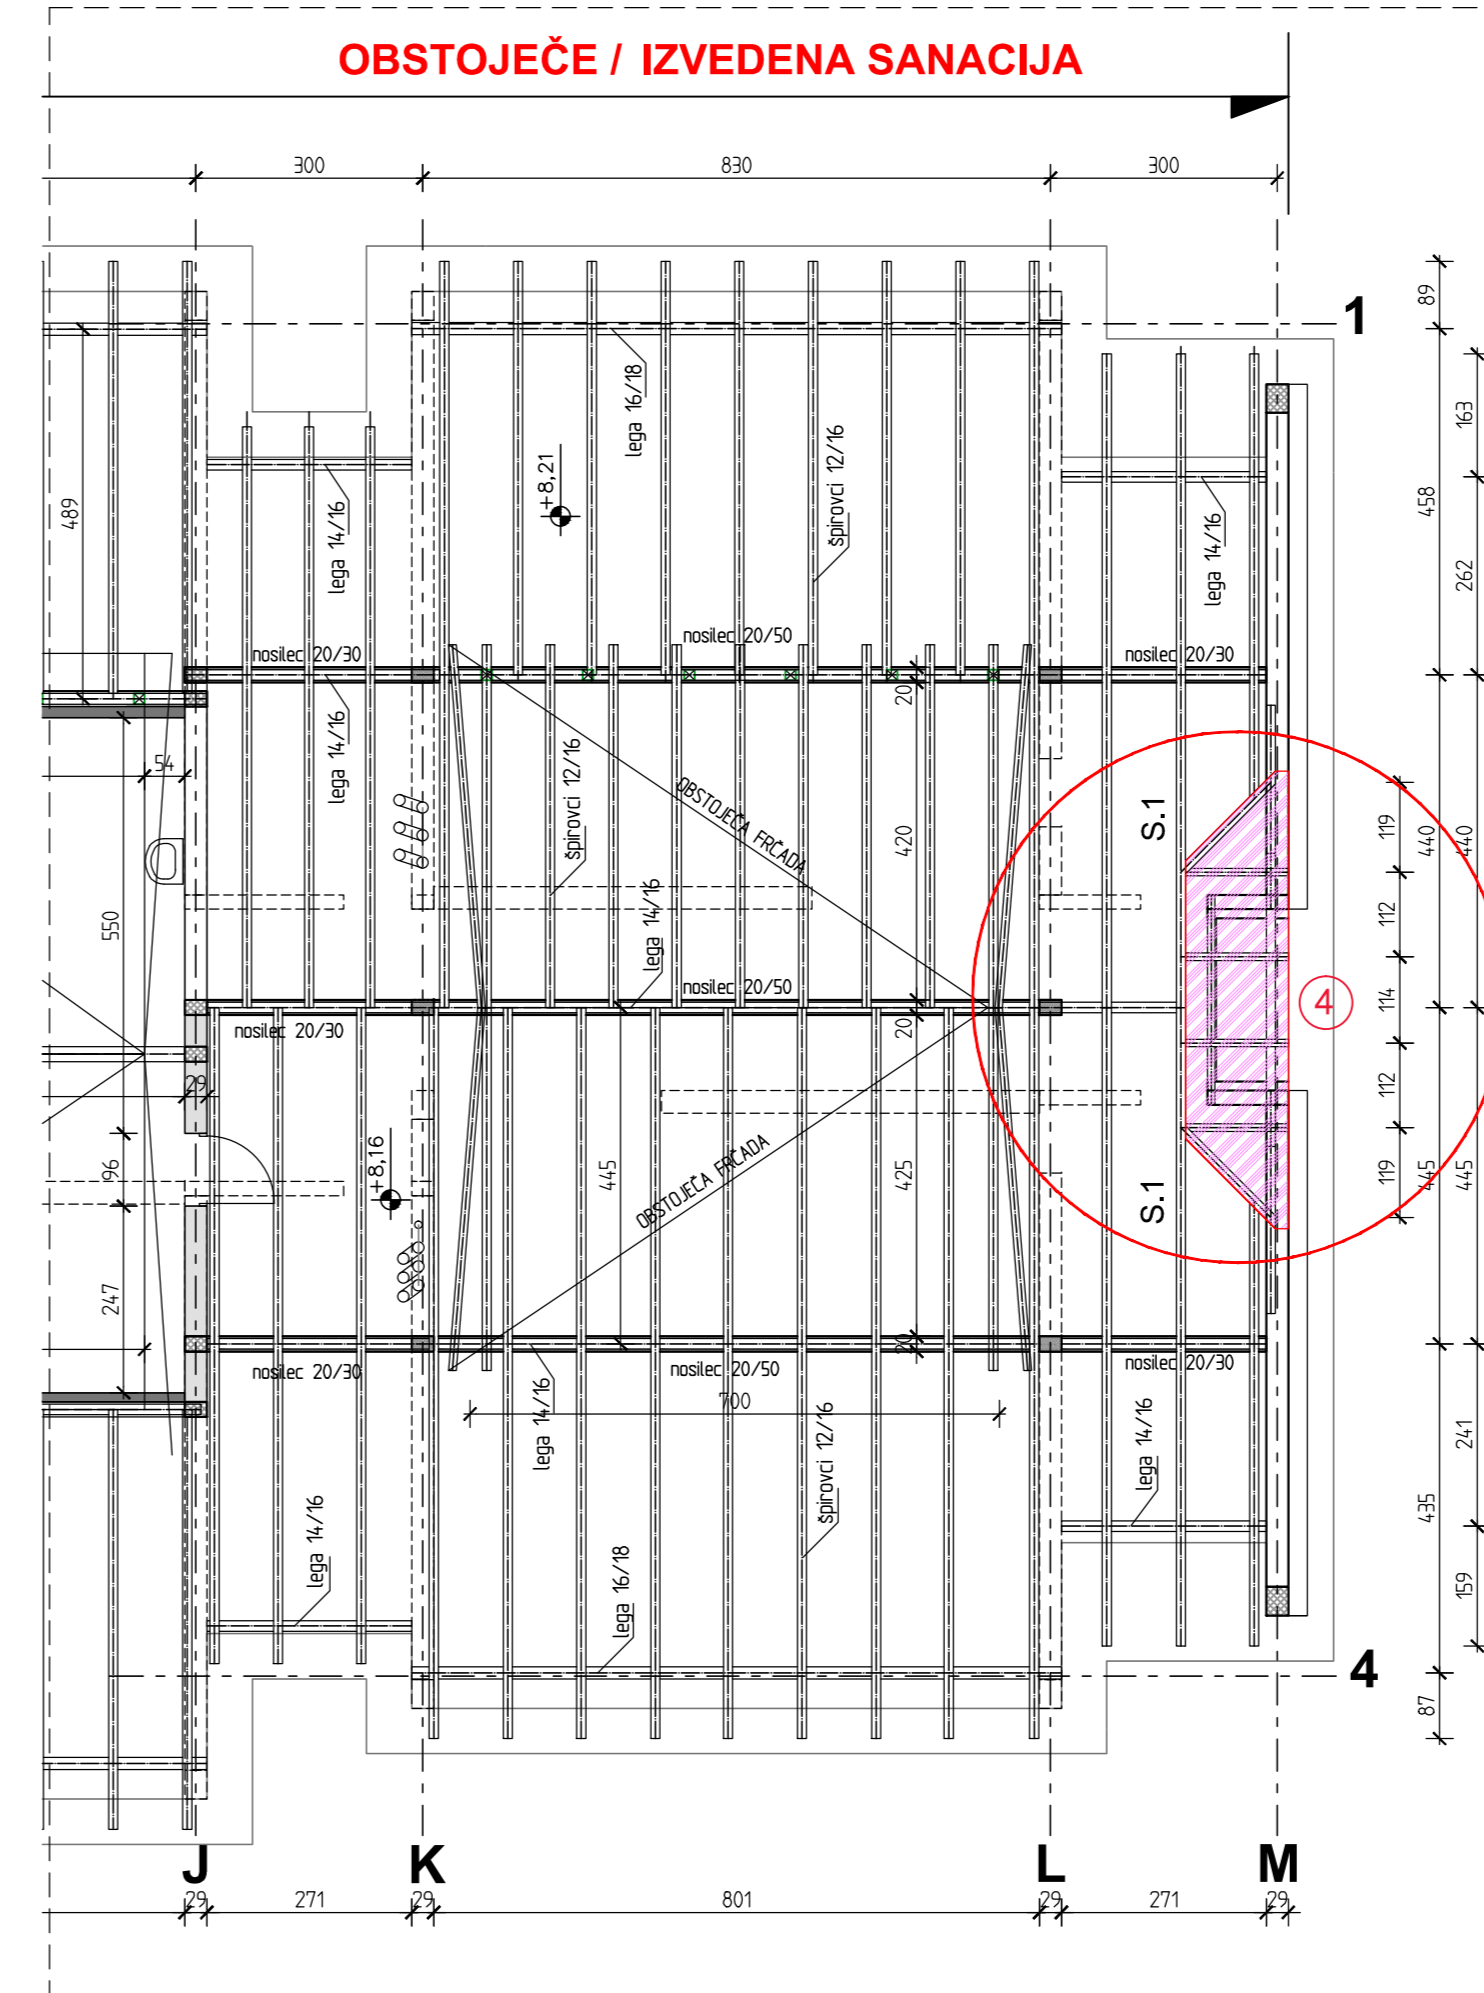 OBSTOJEČE / IZVEDENA SANACIJA
300
830
300
1
89
163
458
262
489
lega 16/18
+8,21
špirovci 12/16
lega 14/16
lega 14/16
nosilec 20/30
nosilec 20/50
nosilec 20/30
20
lega 14/16
54
špirovci 12/16
OBSTOJEČA FRČADA
S.1
420
119
440
440
550
lega 14/16
112
nosilec 20/50
4
114
nosilec 20/30
20
29
112
96
+8,16
445
OBSTOJEČA FRČADA
425
S.1
119
445
445
247
20
nosilec 20/30
nosilec 20/50
nosilec 20/30
700
lega 14/16
špirovci 12/16
lega 14/16
241
435
lega 14/16
lega 16/18
159
4
87
J
K
L
M
29
271
29
801
29
271
29